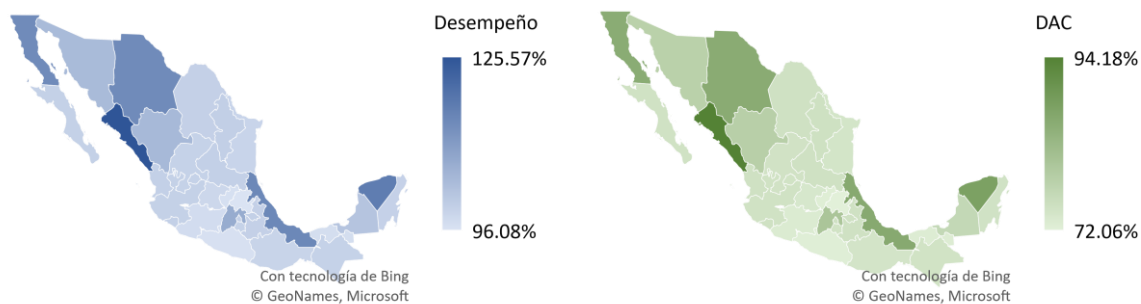 Desempeño
125.57%
96.08%
Con tecnología de Bing
© GeoNames, Microsoft
DAC
94.18%
72.06%
Con tecnología de Bing
© GeoNames, Microsoft